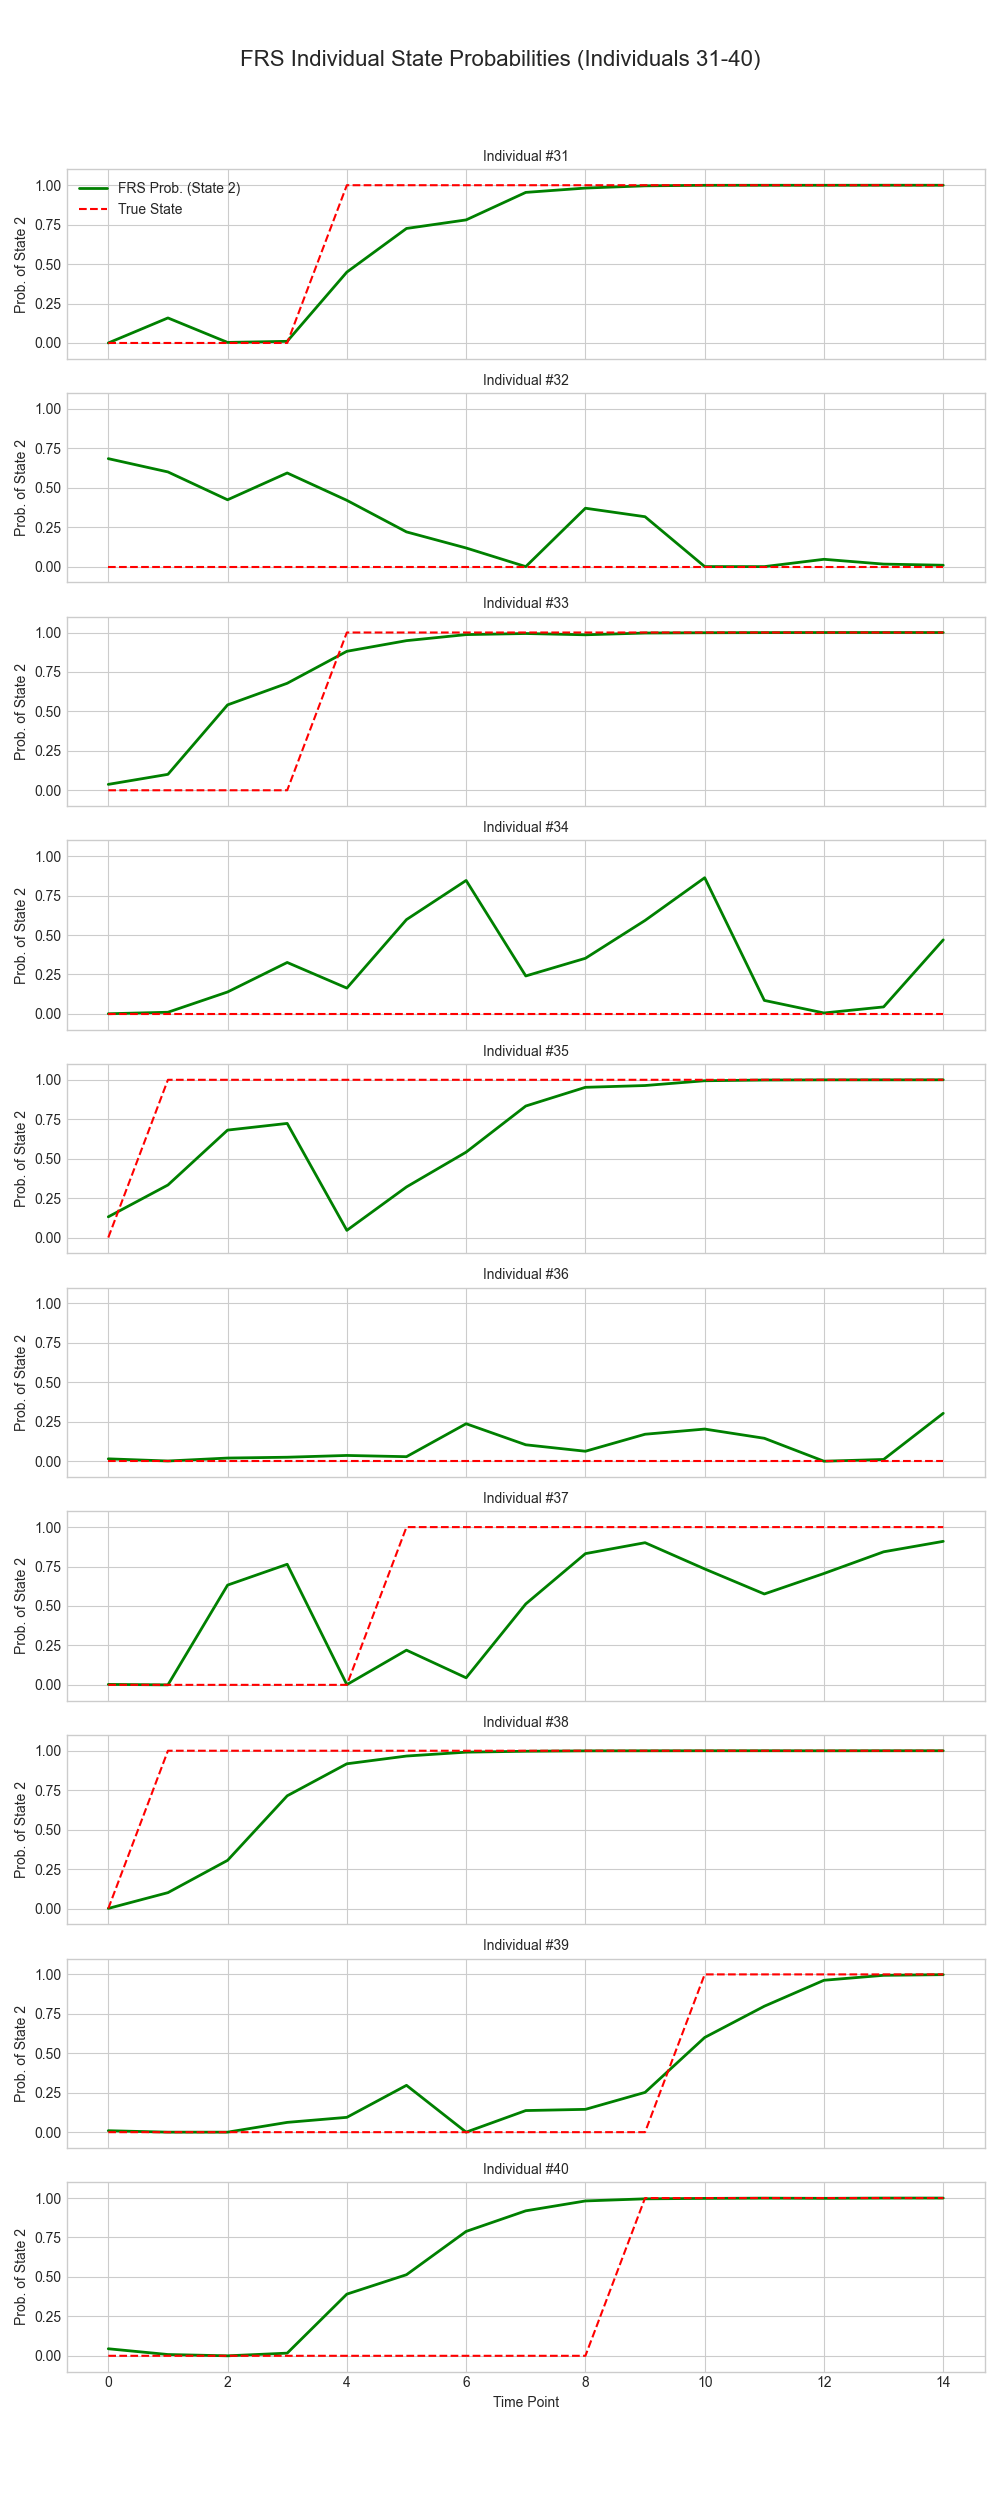 FRS Individual State Probabilities (Individuals 31-40)
Individual #31
FRS Prob. (State 2)
True State
1.00
0.75
0.50
0.25
0.00
Prob. of State 2
Individual #32
1.00
0.75
0.50
0.25
0.00
Prob. of State 2
Individual #33
1.00
0.75
0.50
0.25
0.00
Prob. of State 2
Individual #34
1.00
0.75
0.50
0.25
0.00
Prob. of State 2
Individual #35
1.00
0.75
0.50
0.25
0.00
Prob. of State 2
Individual #36
1.00
0.75
0.50
0.25
0.00
Prob. of State 2
Individual #37
1.00
0.75
0.50
0.25
0.00
Prob. of State 2
Individual #38
1.00
0.75
0.50
0.25
0.00
Prob. of State 2
Individual #39
1.00
0.75
0.50
0.25
0.00
Prob. of State 2
Individual #40
1.00
0.75
0.50
0.25
0.00
Prob. of State 2
0 2 4 6 8 10 12 14
Time Point